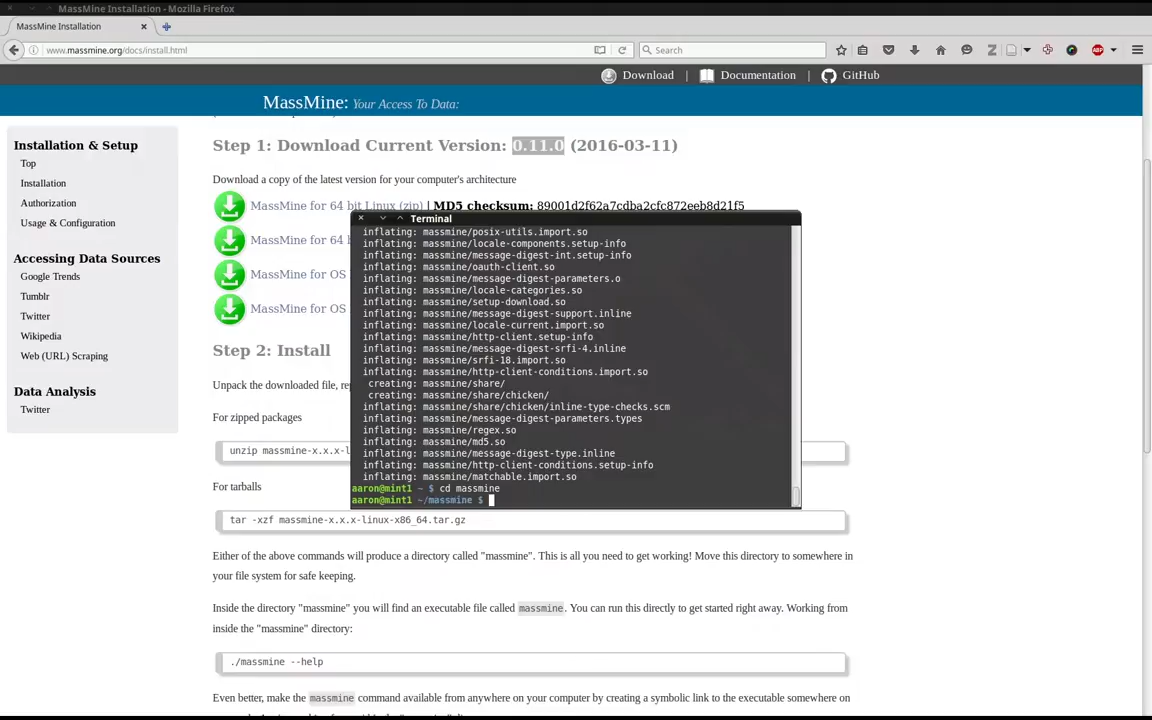 MassMine Installation - Mozilla Firefox
MassMine Installation
www.massmine.org/docs/install.html
Search
Download | Documentation | GitHub
MassMine: Your Access To Data:
Installation & Setup
Top
Installation
Authorization
Usage & Configuration
Accessing Data Sources
Google Trends
Tumblr
Twitter
Wikipedia
Web (URL) Scraping
Data Analysis
Twitter
Step 1: Download Current Version: 0.11.0 (2016-03-11)
Download a copy of the latest version for your computer's architecture
MassMine for 64 bit Linux (zip) | MD5 checksum: 89001d2f62a7cdba2cfc872eeb8d21f5
MassMine for 64 b
MassMine for OS
MassMine for OS
Step 2: Install
Unpack the downloaded file, re
For zipped packages
unzip massmine-x.x.x-l
For tarballs
tar -xzf massmine-x.x.x-linux-x86_64.tar.gz
Either of the above commands will produce a directory called "massmine". This is all you need to get working! Move this directory to somewhere in
your file system for safe keeping.
Inside the directory "massmine" you will find an executable file called massmine. You can run this directly to get started right away. Working from
inside the "massmine" directory:
./massmine --help
Even better, make the massmine command available from anywhere on your computer by creating a symbolic link to the executable somewhere on
Terminal
inflating: massmine/posix-utils.import.so
inflating: massmine/locale-components.setup-info
inflating: massmine/message-digest-int.setup-info
inflating: massmine/oauth-client.so
inflating: massmine/message-digest-parameters.o
inflating: massmine/locale-categories.so
inflating: massmine/setup-download.so
inflating: massmine/message-digest-support.inline
inflating: massmine/locale-current.import.so
inflating: massmine/http-client.setup-info
inflating: massmine/message-digest-srfi-4.inline
inflating: massmine/srfi-18.import.so
inflating: massmine/http-client-conditions.import.so
creating: massmine/share/
creating: massmine/share/chicken/
inflating: massmine/share/chicken/inline-type-checks.scm
inflating: massmine/message-digest-parameters.types
inflating: massmine/regex.so
inflating: massmine/md5.so
inflating: massmine/message-digest-type.inline
inflating: massmine/http-client-conditions.setup-info
inflating: massmine/matchable.import.so
aaron@mint1 ~ $ cd massmine
aaron@mint1 ~/massmine $